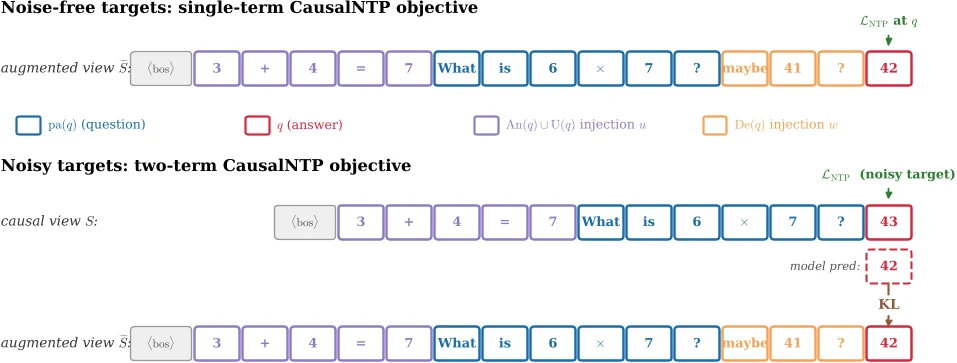 Noise-free targets: single-term CausalNTP objective
ℒ_NTP at q
augmented view S̃: ⟨bos⟩ 3 + 4 = 7 What is 6 × 7 ? maybe 41 ? 42
pa(q) (question) q (answer) An(q) ∪ U(q) injection u De(q) injection w
Noisy targets: two-term CausalNTP objective
ℒ_NTP (noisy target)
causal view S: ⟨bos⟩ 3 + 4 = 7 What is 6 × 7 ? 43
model pred: 42
KL
augmented view S̃: ⟨bos⟩ 3 + 4 = 7 What is 6 × 7 ? maybe 41 ? 42